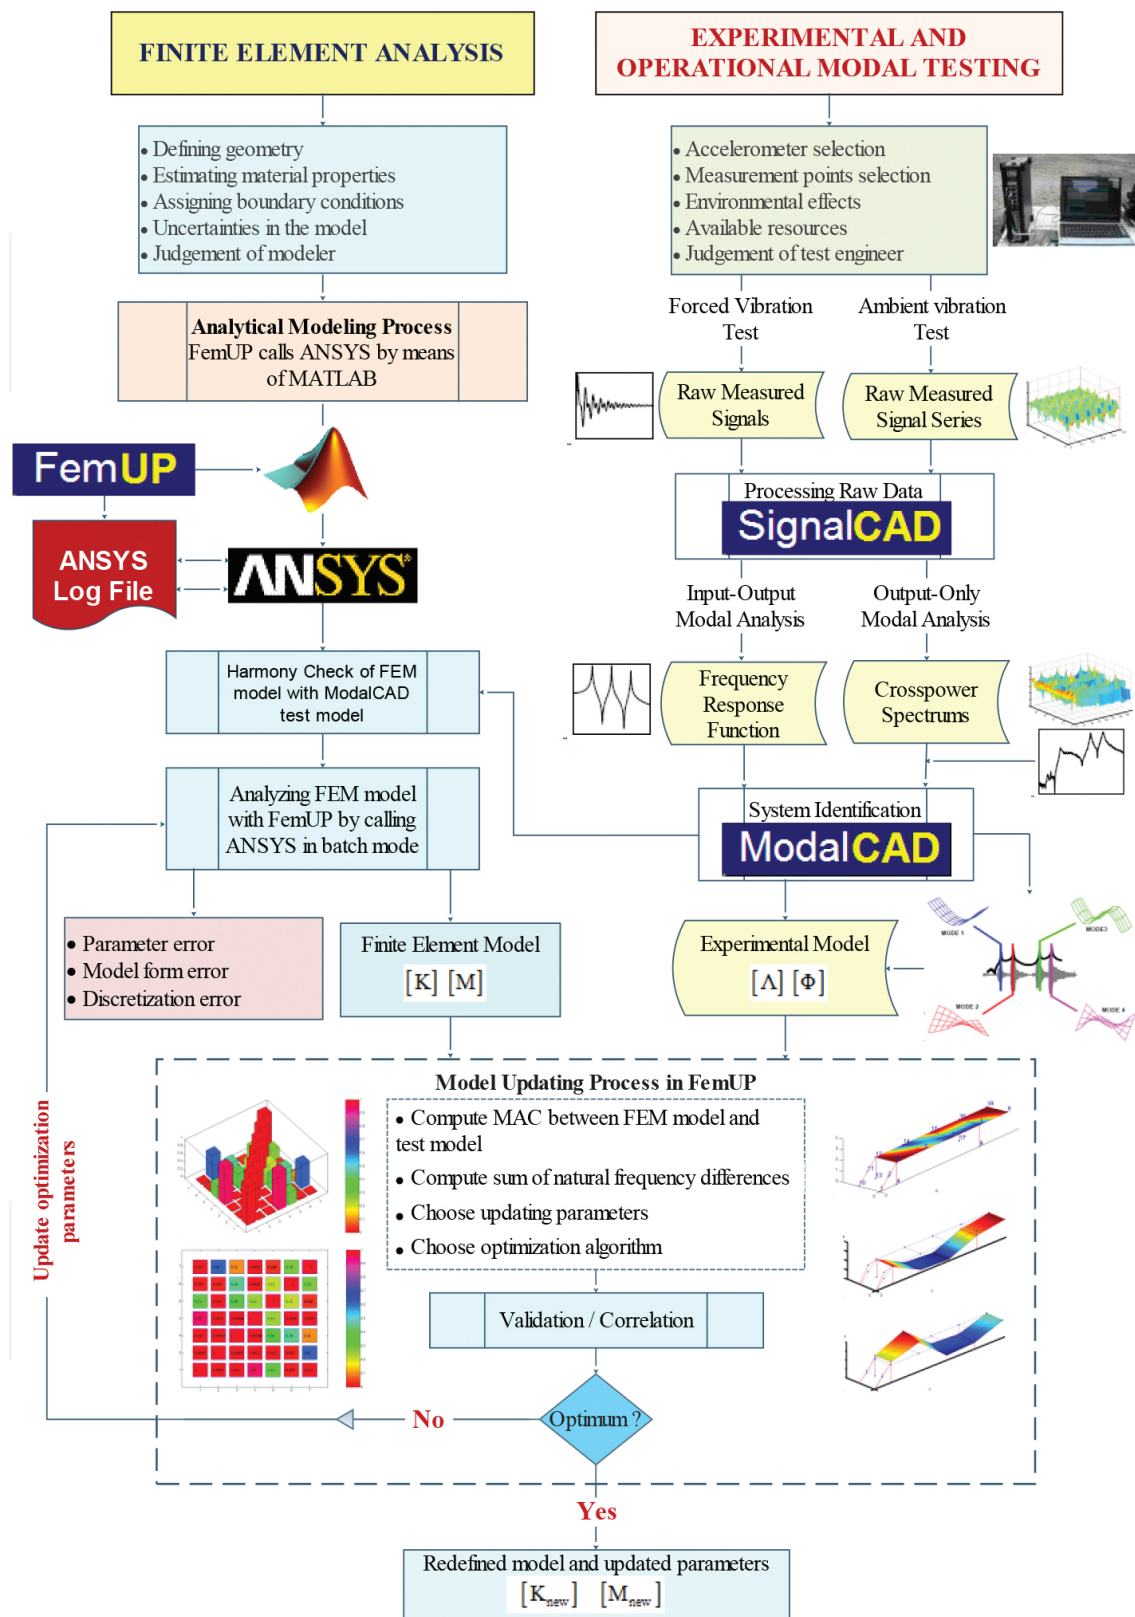 FINITE ELEMENT ANALYSIS
EXPERIMENTAL AND
OPERATIONAL MODAL TESTING
• Defining geometry
• Estimating material properties
• Assigning boundary conditions
• Uncertainties in the model
• Judgement of modeler
• Accelerometer selection
• Measurement points selection
• Environmental effects
• Available resources
• Judgement of test engineer
Analytical Modeling Process
FemUP calls ANSYS by means
of MATLAB
Forced Vibration
Test
Ambient vibration
Test
Raw Measured
Signals
Raw Measured
Signal Series
FemUP
ANSYS
Log File
ANSYS®
Processing Raw Data
SignalCAD
Input-Output
Modal Analysis
Output-Only
Modal Analysis
Harmony Check of FEM
model with ModalCAD
test model
Frequency
Response
Function
Crosspower
Spectrums
Analyzing FEM model
with FemUP by calling
ANSYS in batch mode
System Identification
ModalCAD
• Parameter error
• Model form error
• Discretization error
Finite Element Model
[K] [M]
Experimental Model
[Λ] [Φ]
MODE 1
MODE3
MODE 2
MODE 4
Update optimization
parameters
Model Updating Process in FemUP
• Compute MAC between FEM model and
test model
• Compute sum of natural frequency differences
• Choose updating parameters
• Choose optimization algorithm
Validation / Correlation
Optimum ?
No
Yes
Redefined model and updated parameters
[Knew] [Mnew]